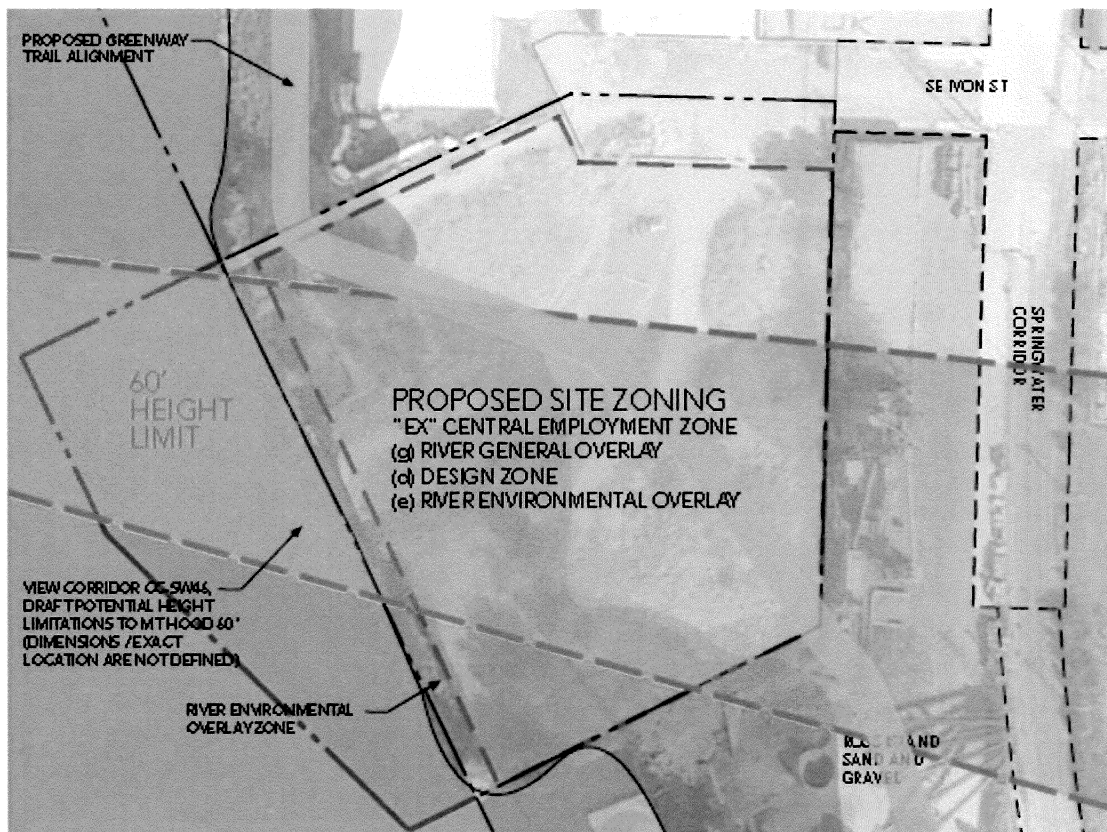 PROPOSED GREENWAY
TRAIL ALIGNMENT
SE IVON ST
SPRINGWATER
CORRIDOR
60'
HEIGHT
LIMIT
PROPOSED SITE ZONING
"EX" CENTRAL EMPLOYMENT ZONE
(g) RIVER GENERAL OVERLAY
(d) DESIGN ZONE
(e) RIVER ENVIRONMENTAL OVERLAY
VIEW CORRIDOR CC-SW46,
DRAFT POTENTIAL HEIGHT
LIMITATIONS TO MT HOOD 60'
(DIMENSIONS / EXACT
LOCATION ARE NOT DEFINED)
RIVER ENVIRONMENTAL
OVERLAY ZONE
AND
SAND AND
GRAVEL